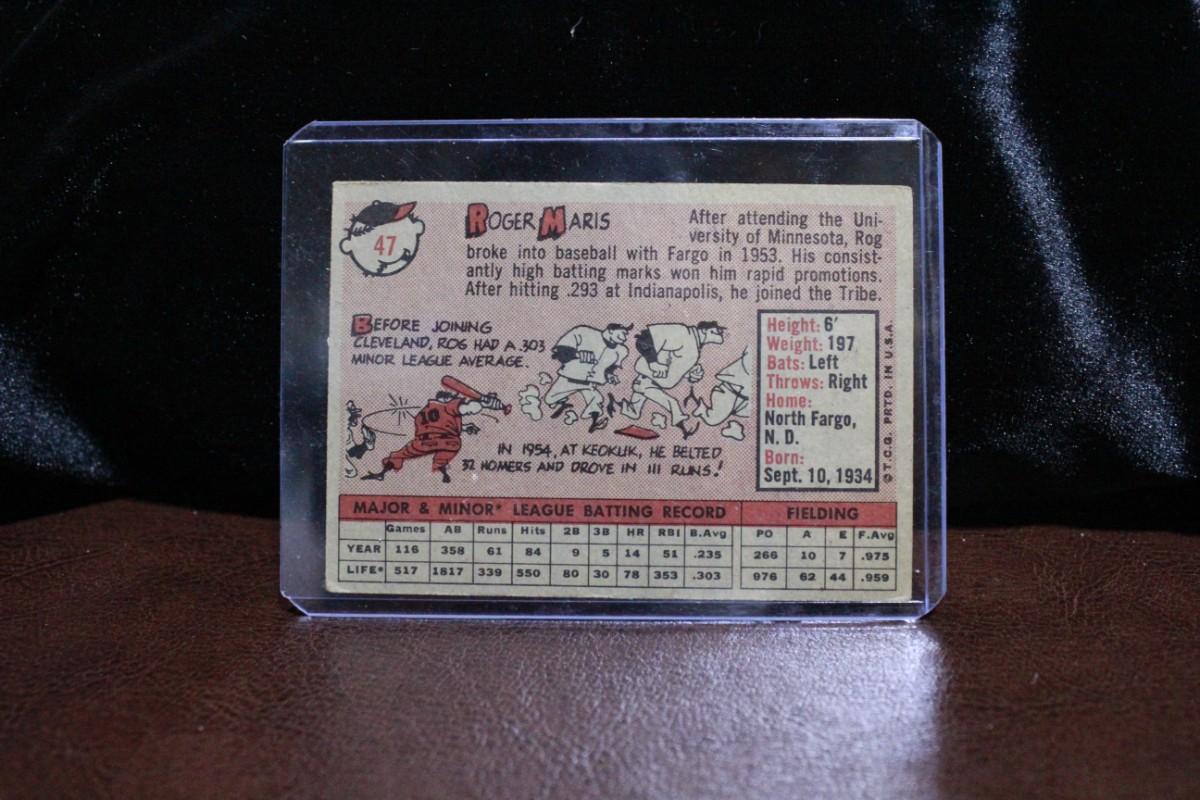 47
ROGER MARIS
After attending the Uni-
versity of Minnesota, Rog
broke into baseball with Fargo in 1953. His consist-
antly high batting marks won him rapid promotions.
After hitting .293 at Indianapolis, he joined the Tribe.
BEFORE JOINING
CLEVELAND, ROG HAD A .303
MINOR LEAGUE AVERAGE.
10
IN 1954, AT KEOKUK, HE BELTED
32 HOMERS AND DROVE IN 111 RUNS!
Height: 6'
Weight: 197
Bats: Left
Throws: Right
Home:
North Fargo,
N. D.
Born:
Sept. 10, 1934
© T.C.G. PRTD. IN U.S.A.
MAJOR & MINOR* LEAGUE BATTING RECORD FIELDING
Games AB Runs Hits 2B 3B HR RBI B.Avg PO A E F.Avg
YEAR 116 358 61 84 9 5 14 51 .235 266 10 7 .975
LIFE* 517 1817 339 550 80 30 78 353 .303 976 62 44 .959